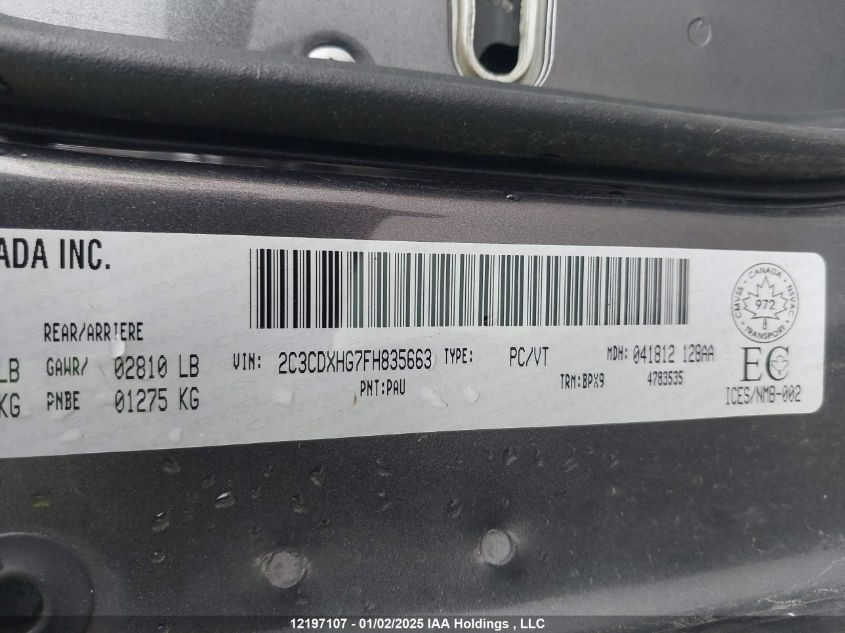 ADA INC.
REAR/ARRIERE
LB GAWR/ 02810 LB
KG PNBE 01275 KG
VIN: 2C3CDXHG7FH835663 TYPE: PC/VT MDH: 041812 128AA
PNT:PAU TRM:BPX9 4783535
CANADA
CMVSS NSVAC
972
TRANSPORT
EC
ICES/NMB-002
12197107 - 01/02/2025 IAA Holdings , LLC